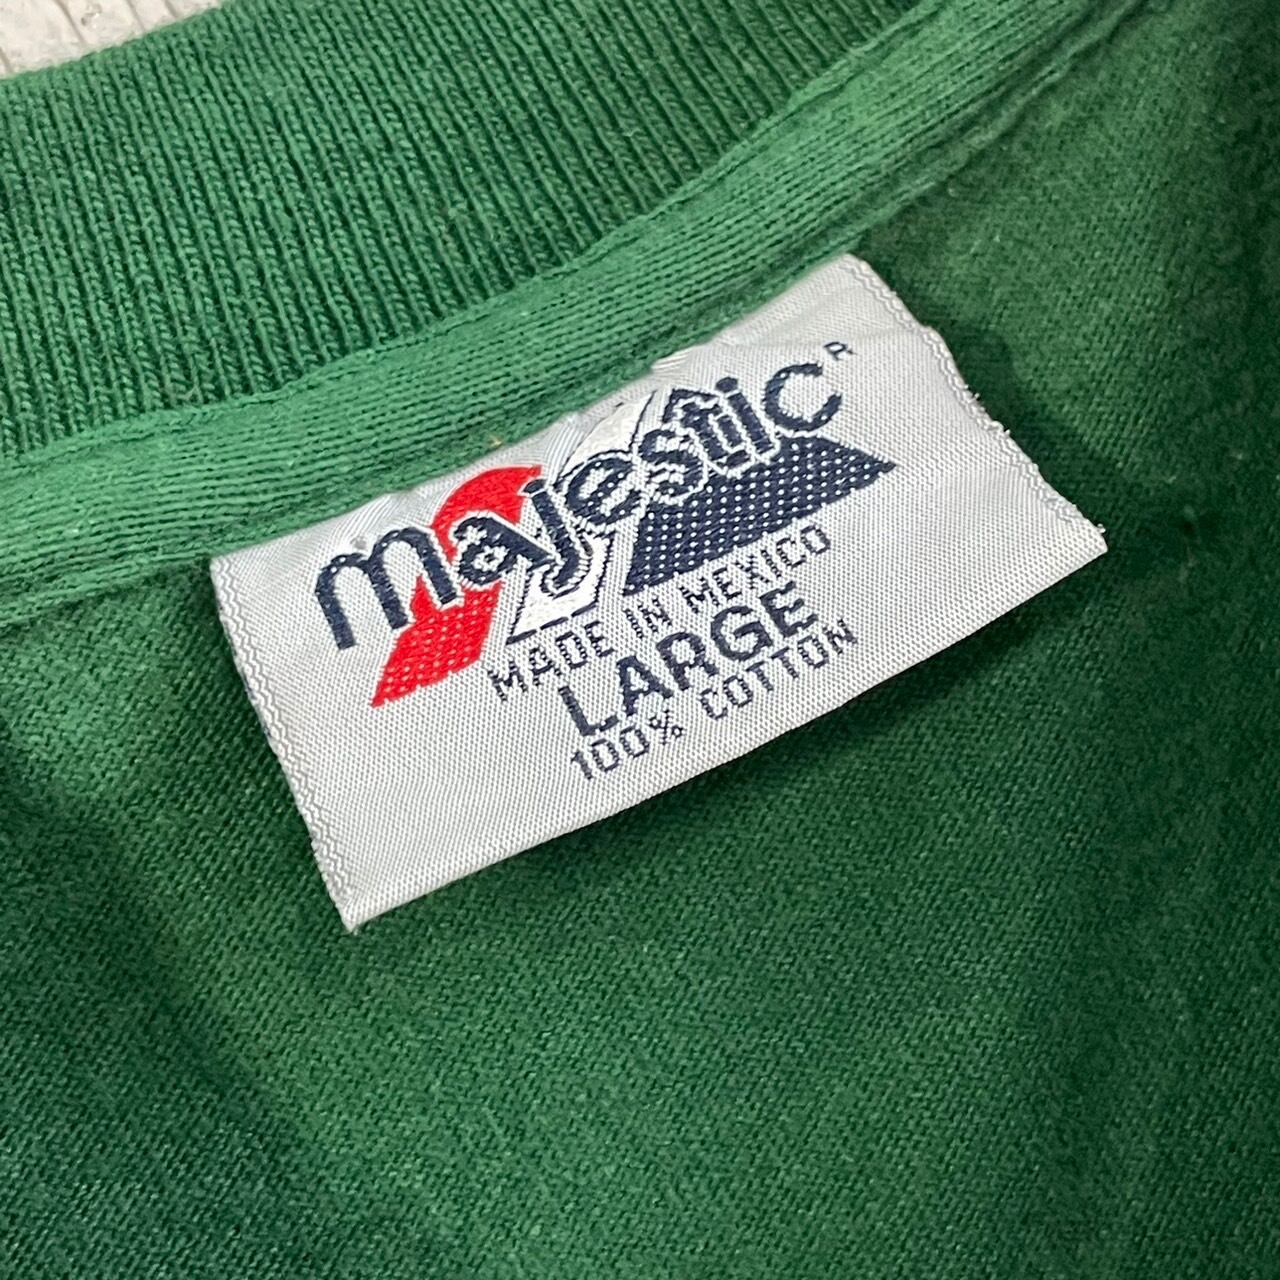 majestic R
MADE IN MEXICO
LARGE
100% COTTON